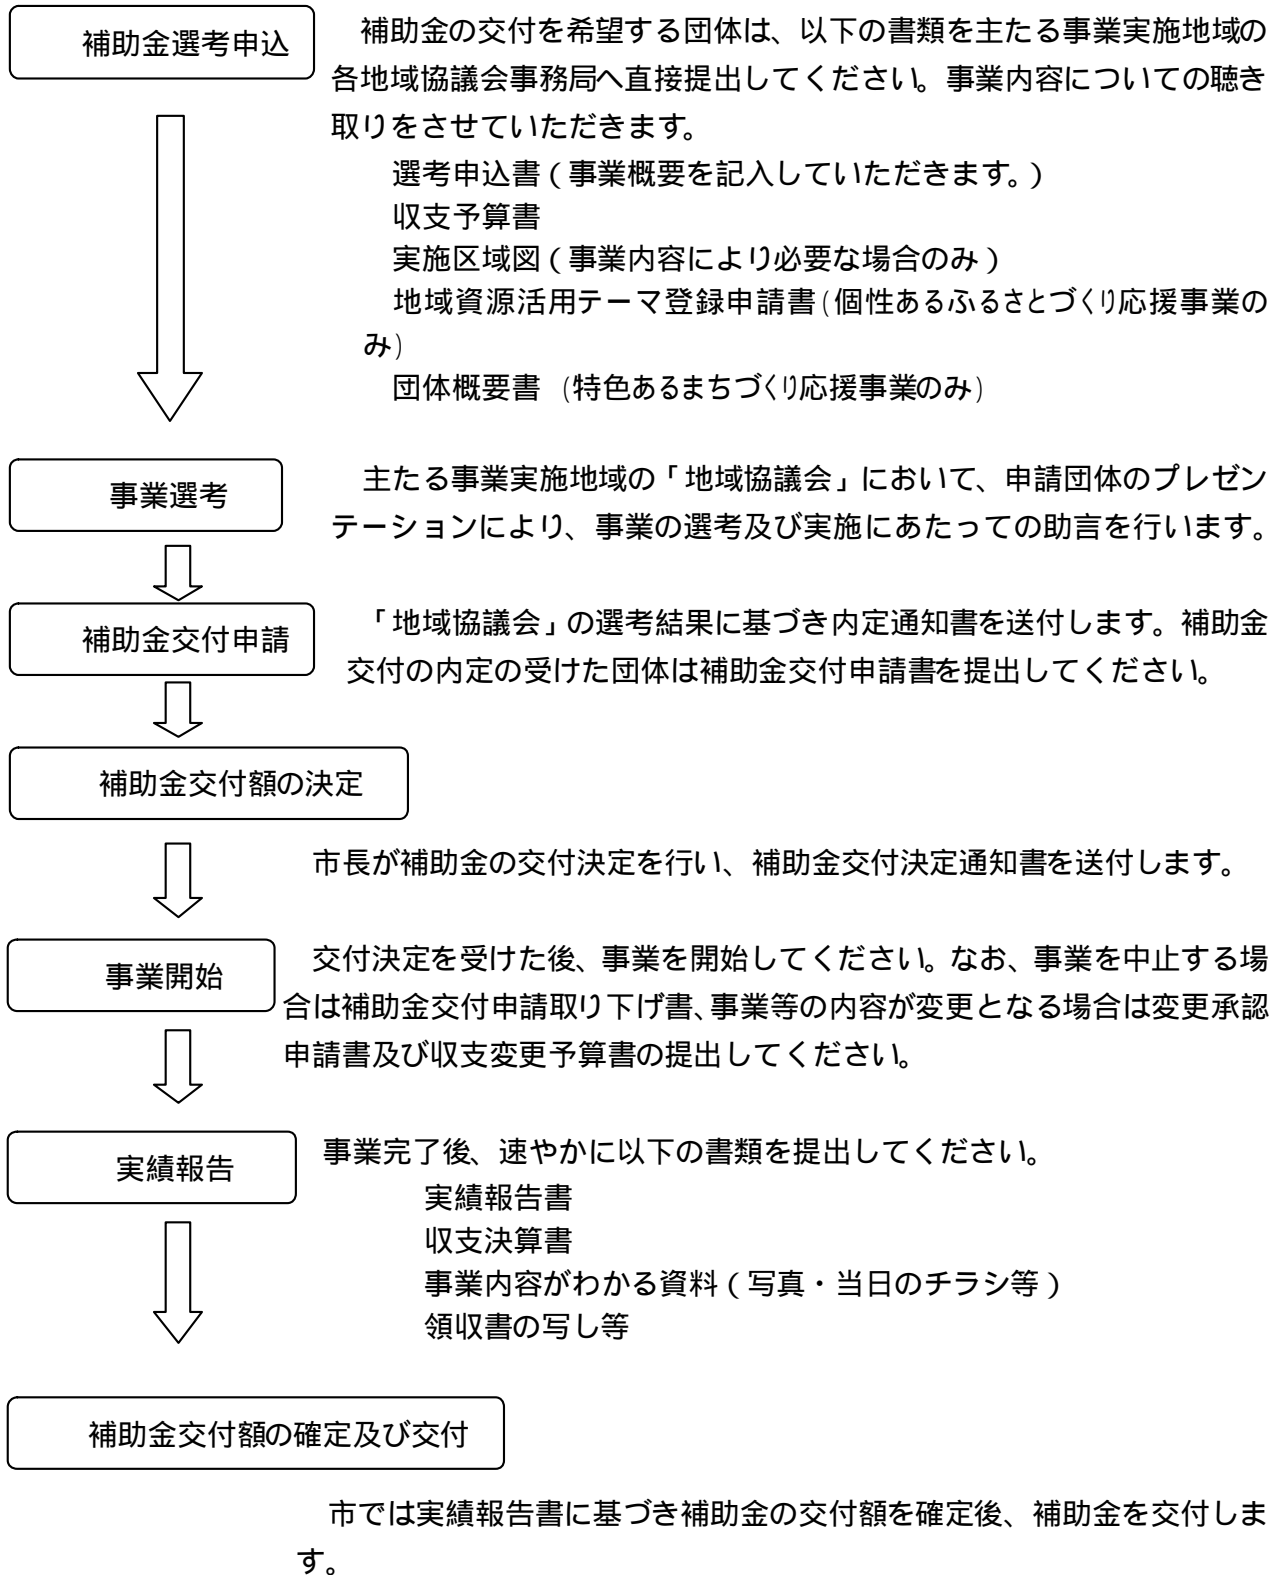 補助金選考申込
補助金の交付を希望する団体は、以下の書類を主たる事業実施地域の
各地域協議会事務局へ直接提出してください。事業内容についての聴き
取りをさせていただきます。
選考申込書（事業概要を記入していただきます。）
収支予算書
実施区域図（事業内容により必要な場合のみ）
地域資源活用テーマ登録申請書(個性あるふるさとづくり応援事業の
み)
団体概要書 (特色あるまちづくり応援事業のみ)
事業選考
主たる事業実施地域の「地域協議会」において、申請団体のプレゼン
テーションにより、事業の選考及び実施にあたっての助言を行います。
補助金交付申請
「地域協議会」の選考結果に基づき内定通知書を送付します。補助金
交付の内定の受けた団体は補助金交付申請書を提出してください。
補助金交付額の決定
市長が補助金の交付決定を行い、補助金交付決定通知書を送付します。
事業開始
交付決定を受けた後、事業を開始してください。なお、事業を中止する場
合は補助金交付申請取り下げ書、事業等の内容が変更となる場合は変更承認
申請書及び収支変更予算書の提出してください。
実績報告
事業完了後、速やかに以下の書類を提出してください。
実績報告書
収支決算書
事業内容がわかる資料（写真・当日のチラシ等）
領収書の写し等
補助金交付額の確定及び交付
市では実績報告書に基づき補助金の交付額を確定後、補助金を交付しま
す。